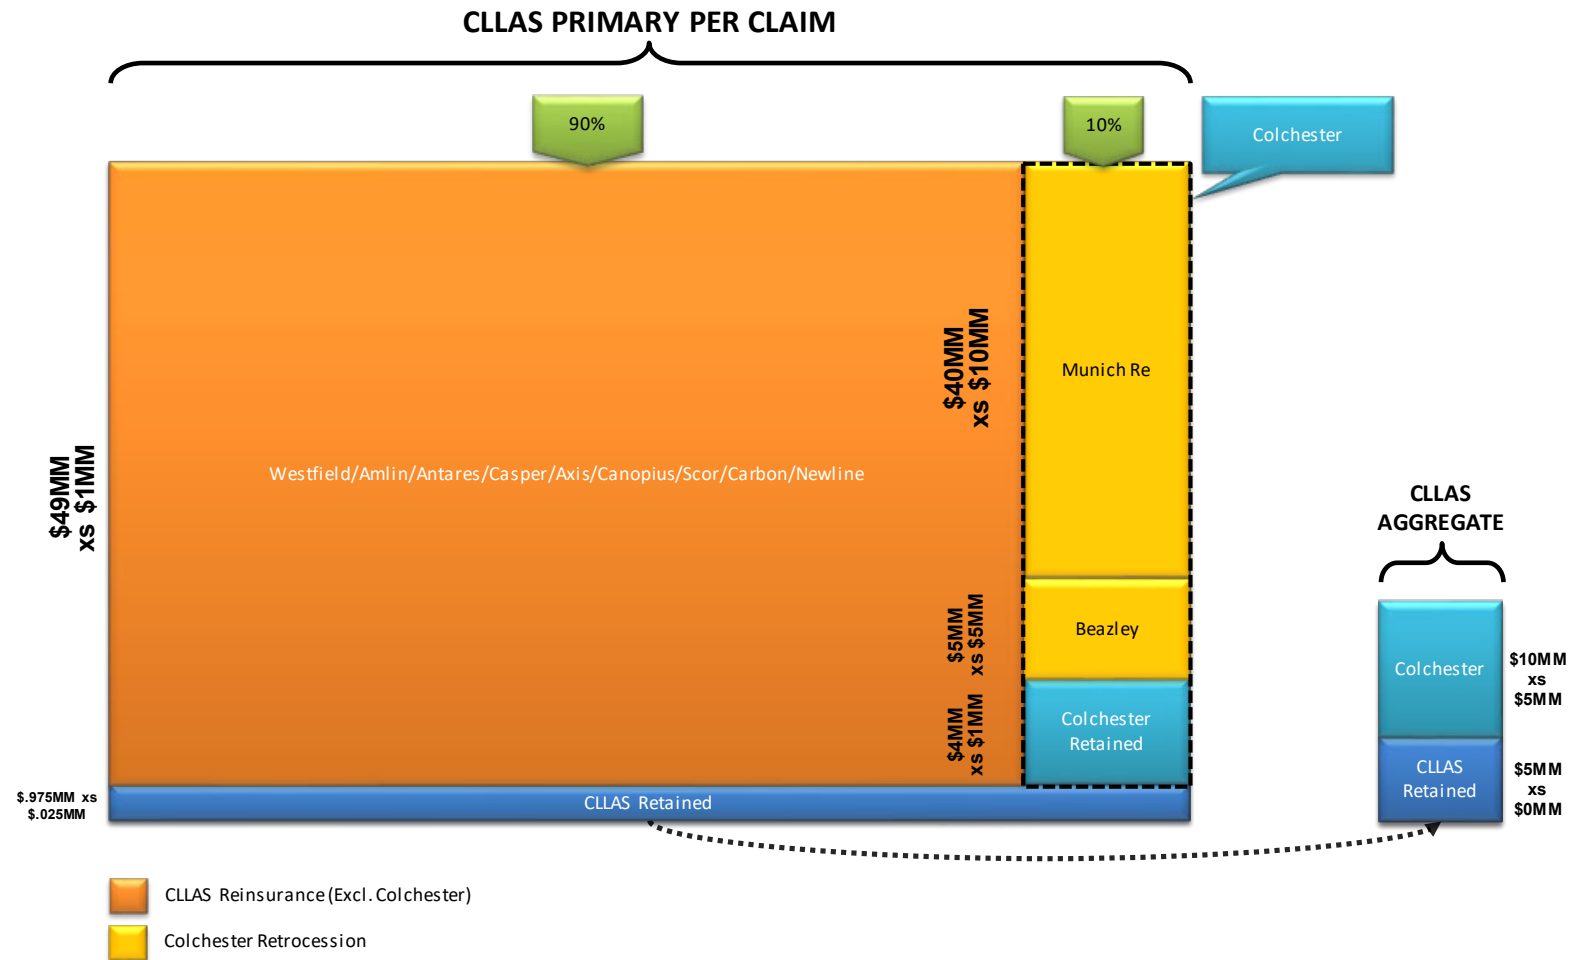 CLLAS PRIMARY PER CLAIM
90%
10%
Colchester
$40MM
xs $10MM
Munich Re
Westfield/Amlin/Antares/Casper/Axis/Canopius/Scor/Carbon/Newline
$49MM
xs $1MM
CLLAS
AGGREGATE
$5MM
xs $5MM
Beazley
Colchester
$10MM
xs
$5MM
$4MM
xs $1MM
Colchester
Retained
CLLAS
Retained
$5MM
xs
$0MM
$.975MM xs
$.025MM
CLLAS Retained
CLLAS Reinsurance (Excl. Colchester)
Colchester Retrocession